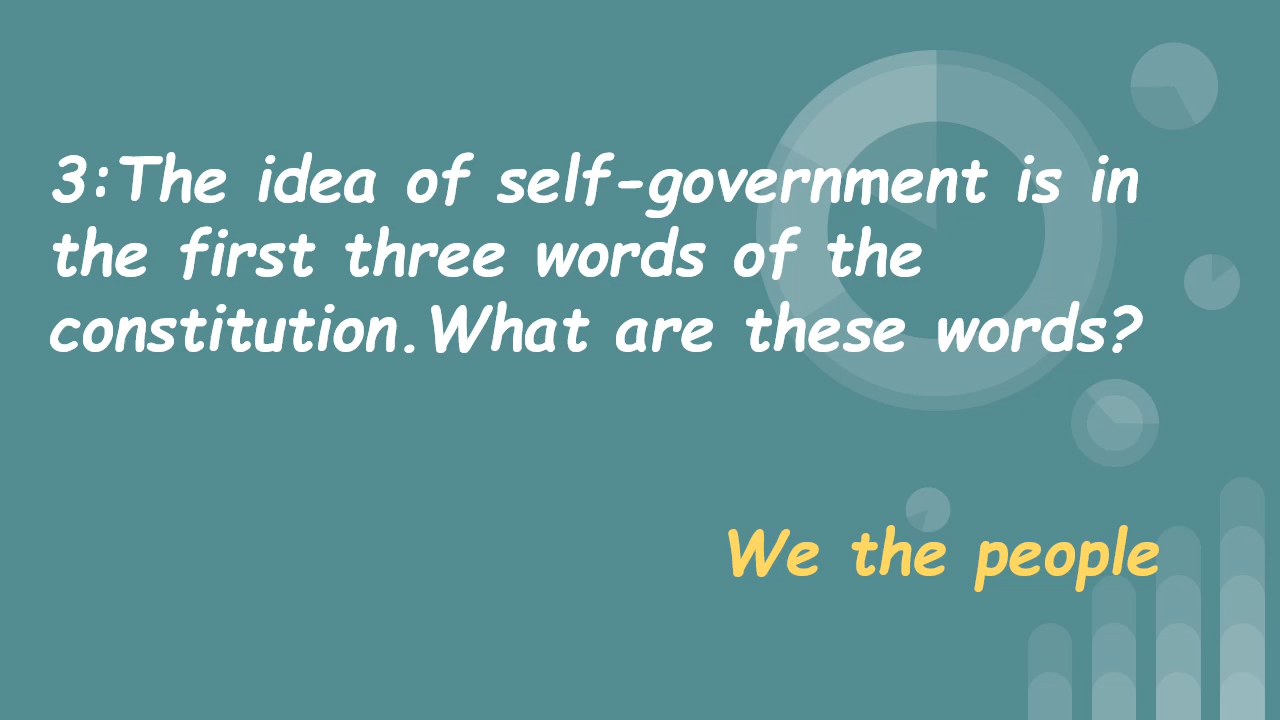 3:The idea of self-government is in
the first three words of the
constitution.What are these words?
We the people